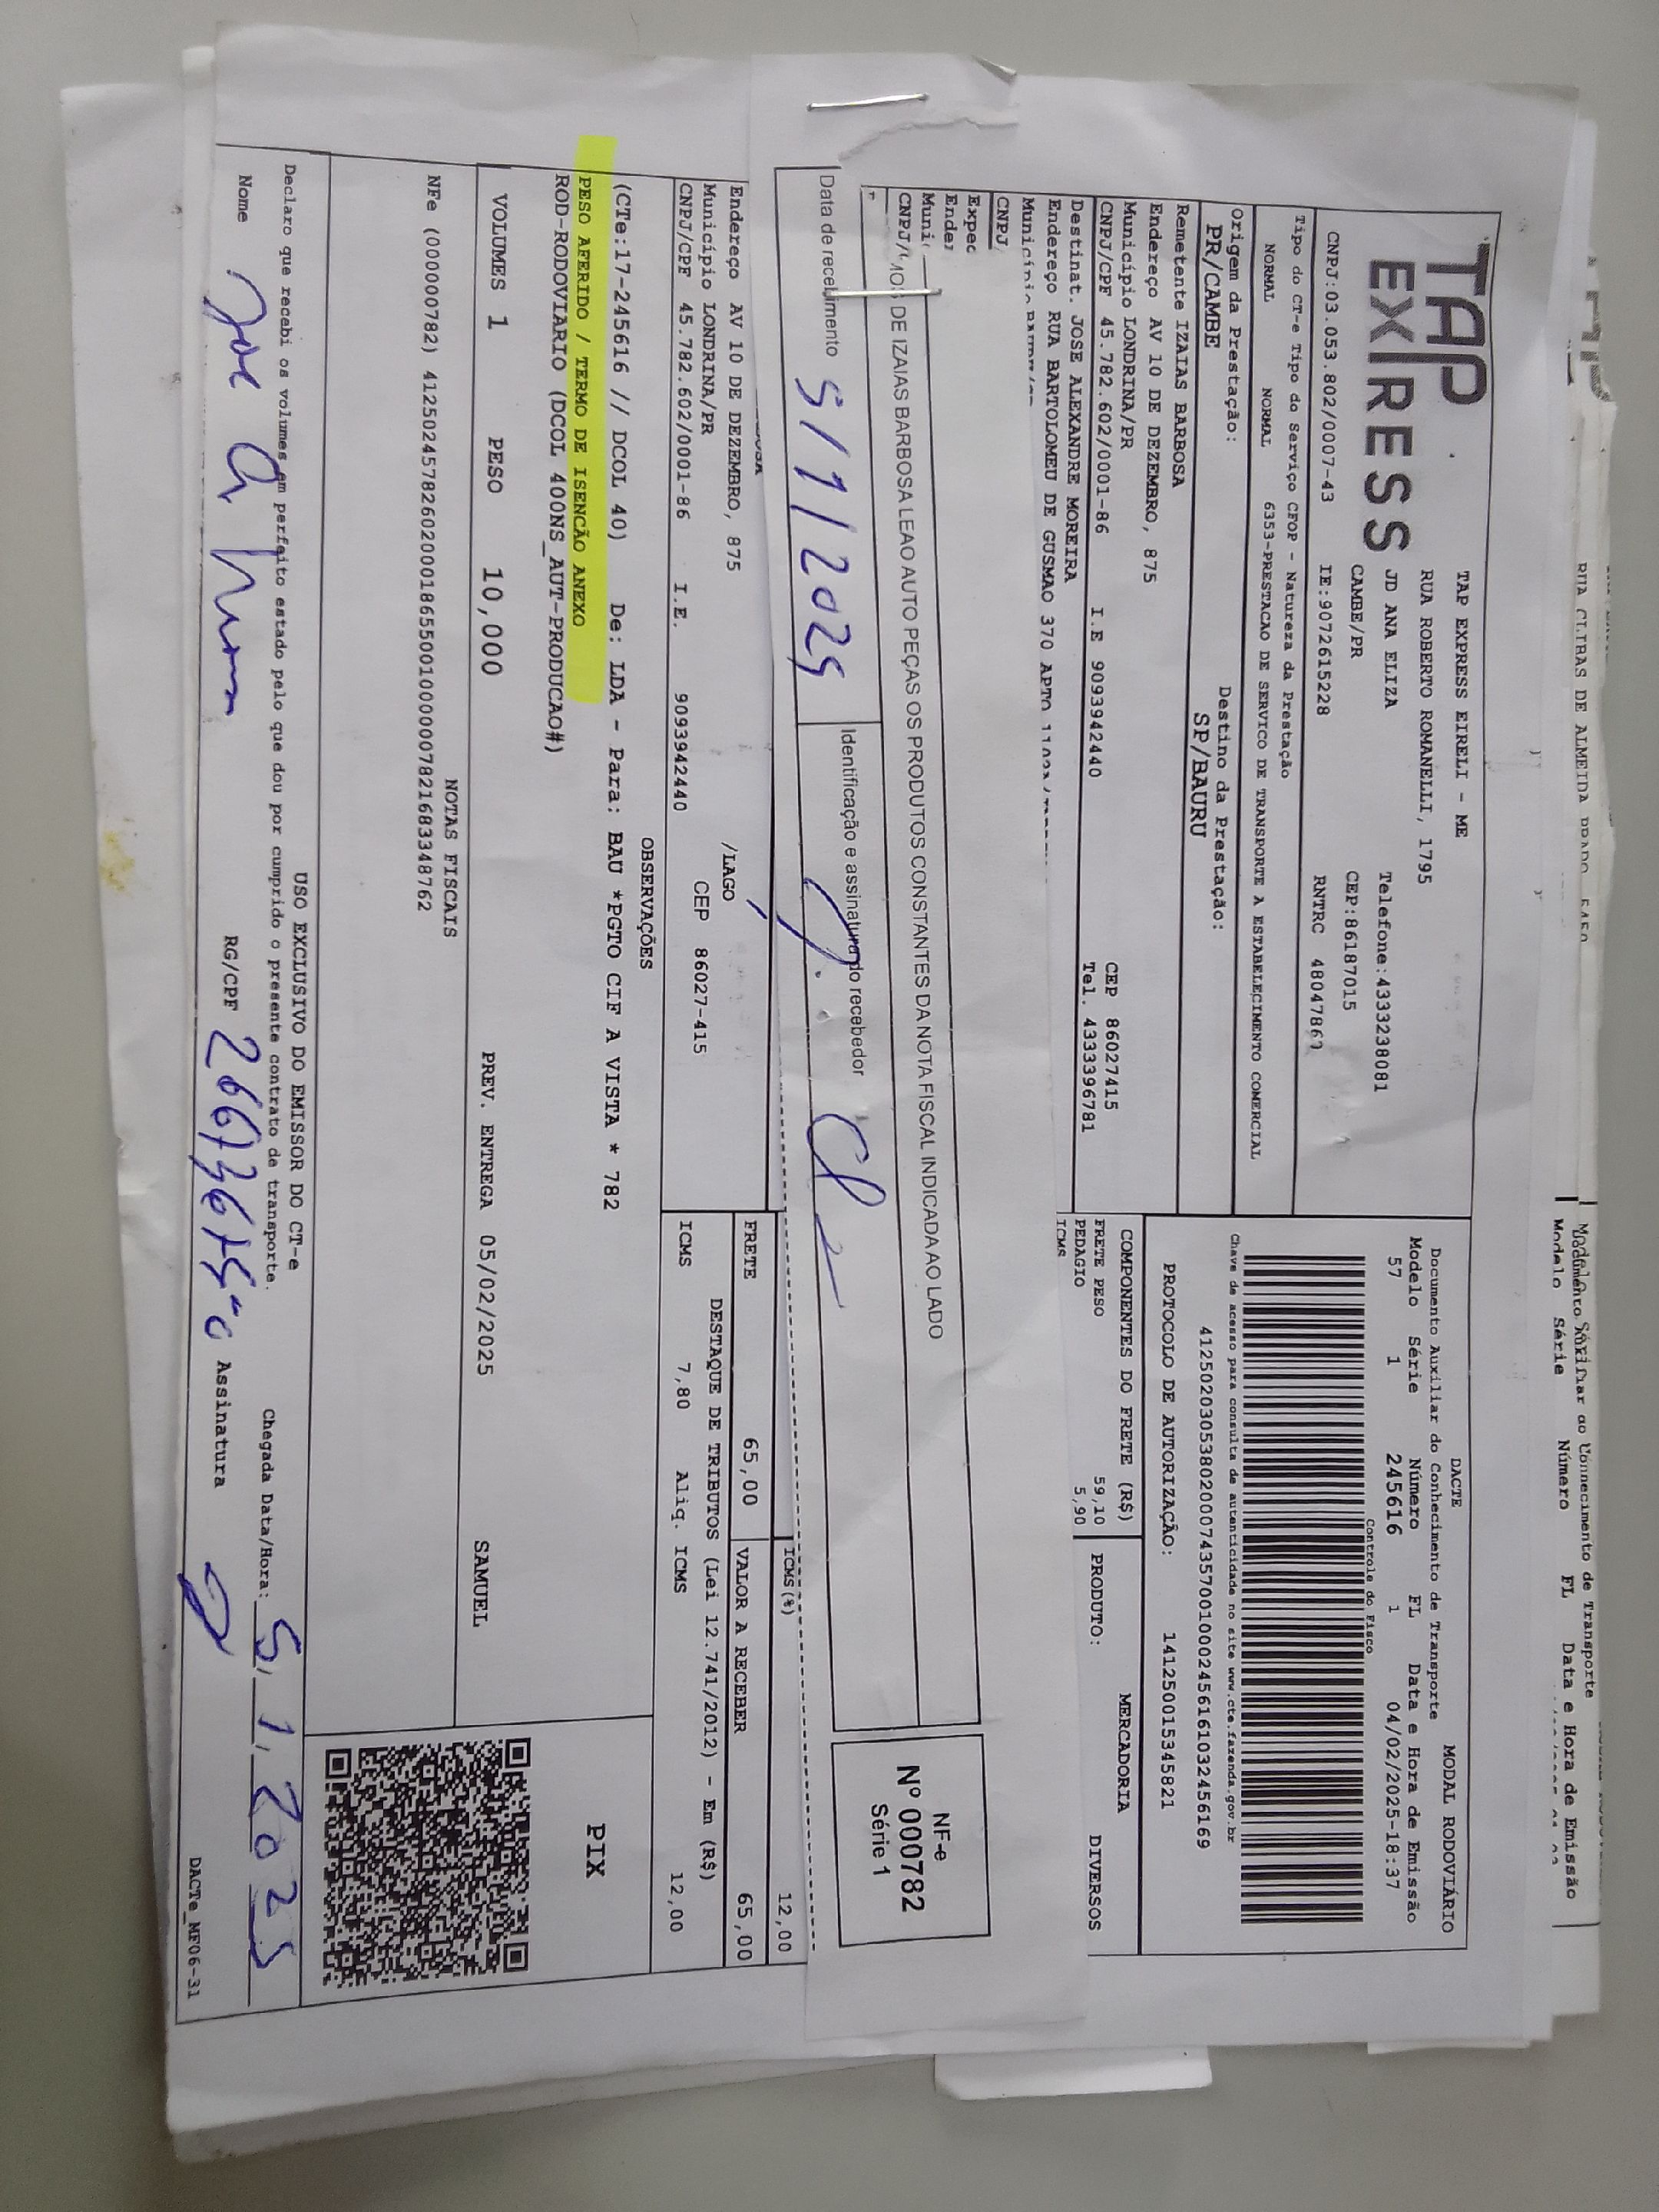 TAP
EXPRESS
TAP EXPRESS EIRELI - ME
RUA ROBERTO ROMANELLI, 1795
JD ANA ELIZA
Telefone:4333238081
CAMBE/PR
CEP:86187015
CNPJ:03.053.802/0007-43 IE:9072615228 RNTRC
Tipo do CT-e Tipo do Serviço CFOP - Natureza da Prestação
NORMAL NORMAL 6353-PRESTACAO DE SERVICO DE TRANSPORTE A ESTABELECIMENTO COMERCIAL
Origem da Prestação: Destino da Prestação:
PR/CAMBE SP/BAURU
Remetente IZAIAS BARBOSA
Endereço AV 10 DE DEZEMBRO, 875
Município LONDRINA/PR CEP 86027415
CNPJ/CPF 45.782.602/0001-86 I.E 9093942440 Tel. 4333396781
Destinat. JOSE ALEXANDRE MOREIRA
Endereço RUA BARTOLOMEU DE GUSMAO 370 APTO
Município
CNPJ
DACTE MODAL RODOVIÁRIO
Documento Auxiliar do Conhecimento de Transporte
Modelo Série Número FL Data e Hora de Emissão
57 1 245616 1 04/02/2025-18:37
Controle do Fisco
Chave de acesso para consulta de autenticidade no site www.cte.fazenda.gov.br
41250203053802000743570010002456161032456169
PROTOCOLO DE AUTORIZAÇÃO: 141250015345821
COMPONENTES DO FRETE (R$) MERCADORIA
FRETE PESO 59,10 PRODUTO: DIVERSOS
PEDAGIO 5,90
ICMS
DE IZAIAS BARBOSA LEAO AUTO PEÇAS OS PRODUTOS CONSTANTES DA NOTA FISCAL INDICADA AO LADO
Data de recebimento 5/1/2025 Identificação e assinatura do recebedor
NF-e
Nº 000782
Série 1
ICMS(%) 12,00
/LAGO
Endereço AV 10 DE DEZEMBRO, 875
Município LONDRINA/PR CEP 86027-415
CNPJ/CPF 45.782.602/0001-86 I.E. 9093942440
FRETE 65,00 VALOR A RECEBER 65,00
DESTAQUE DE TRIBUTOS (Lei 12.741/2012) - Em (R$)
ICMS 7,80 Aliq. ICMS 12,00
OBSERVAÇÕES
(CTe:17-245616 // DCOL 40) De: LDA - Para: BAU *PGTO CIF A VISTA * 782
PESO AFERIDO / TERMO DE ISENCÃO ANEXO
ROD-RODOVIARIO (DCOL 400NS_AUT-PRODUCAO#)
PIX
VOLUMES 1 PESO 10,000 PREV. ENTREGA 05/02/2025 SAMUEL
NOTAS FISCAIS
NFe (000000782) 41250245782602000186550010000007821683348762
USO EXCLUSIVO DO EMISSOR DO CT-e
Declaro que recebi os volumes em perfeito estado pelo que dou por cumprido o presente contrato de transporte.
Chegada Data/Hora: 5 1 2025
Nome RG/CPF Assinatura
DACTe_MF06-31